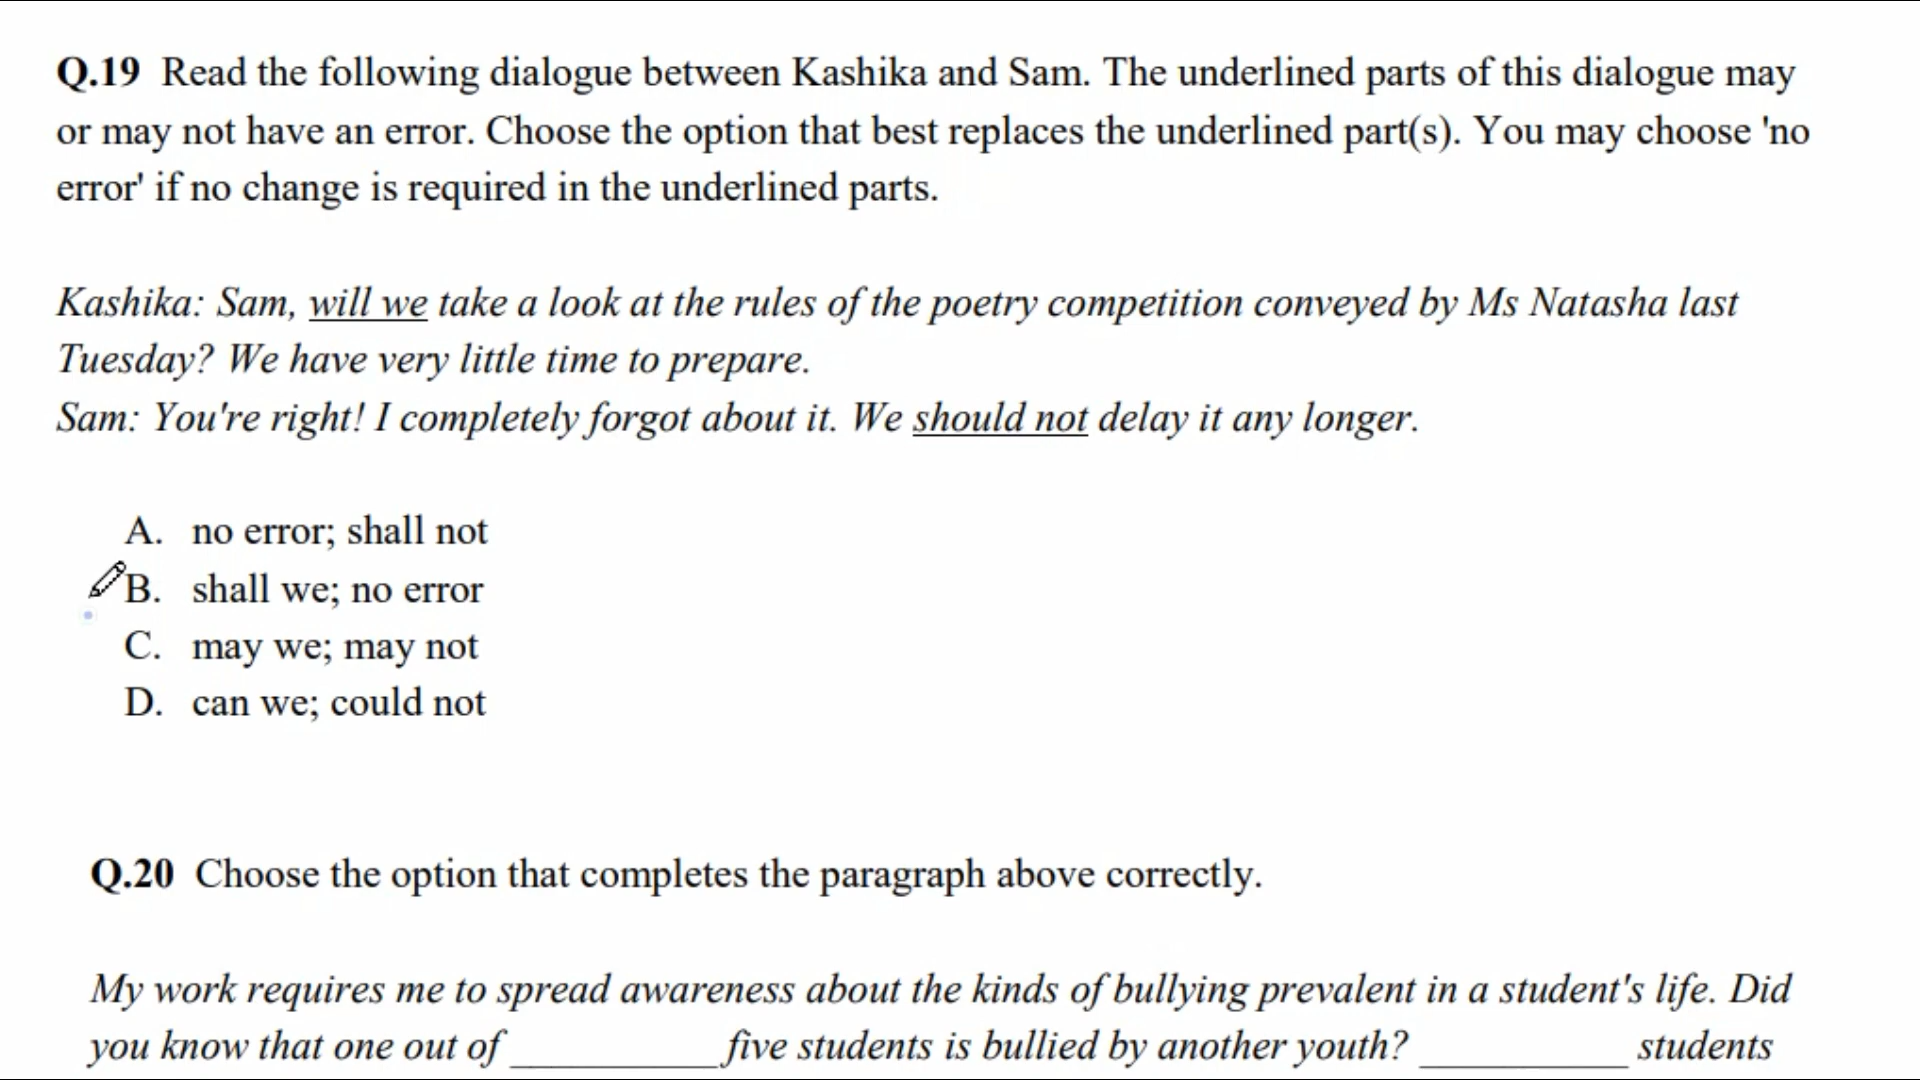 Q.19 Read the following dialogue between Kashika and Sam. The underlined parts of this dialogue may
or may not have an error. Choose the option that best replaces the underlined part(s). You may choose 'no
error' if no change is required in the underlined parts.
Kashika: Sam, will we take a look at the rules of the poetry competition conveyed by Ms Natasha last
Tuesday? We have very little time to prepare.
Sam: You're right! I completely forgot about it. We should not delay it any longer.
A. no error; shall not
B. shall we; no error
C. may we; may not
D. can we; could not
Q.20 Choose the option that completes the paragraph above correctly.
My work requires me to spread awareness about the kinds of bullying prevalent in a student's life. Did
you know that one out of __________ five students is bullied by another youth? __________ students